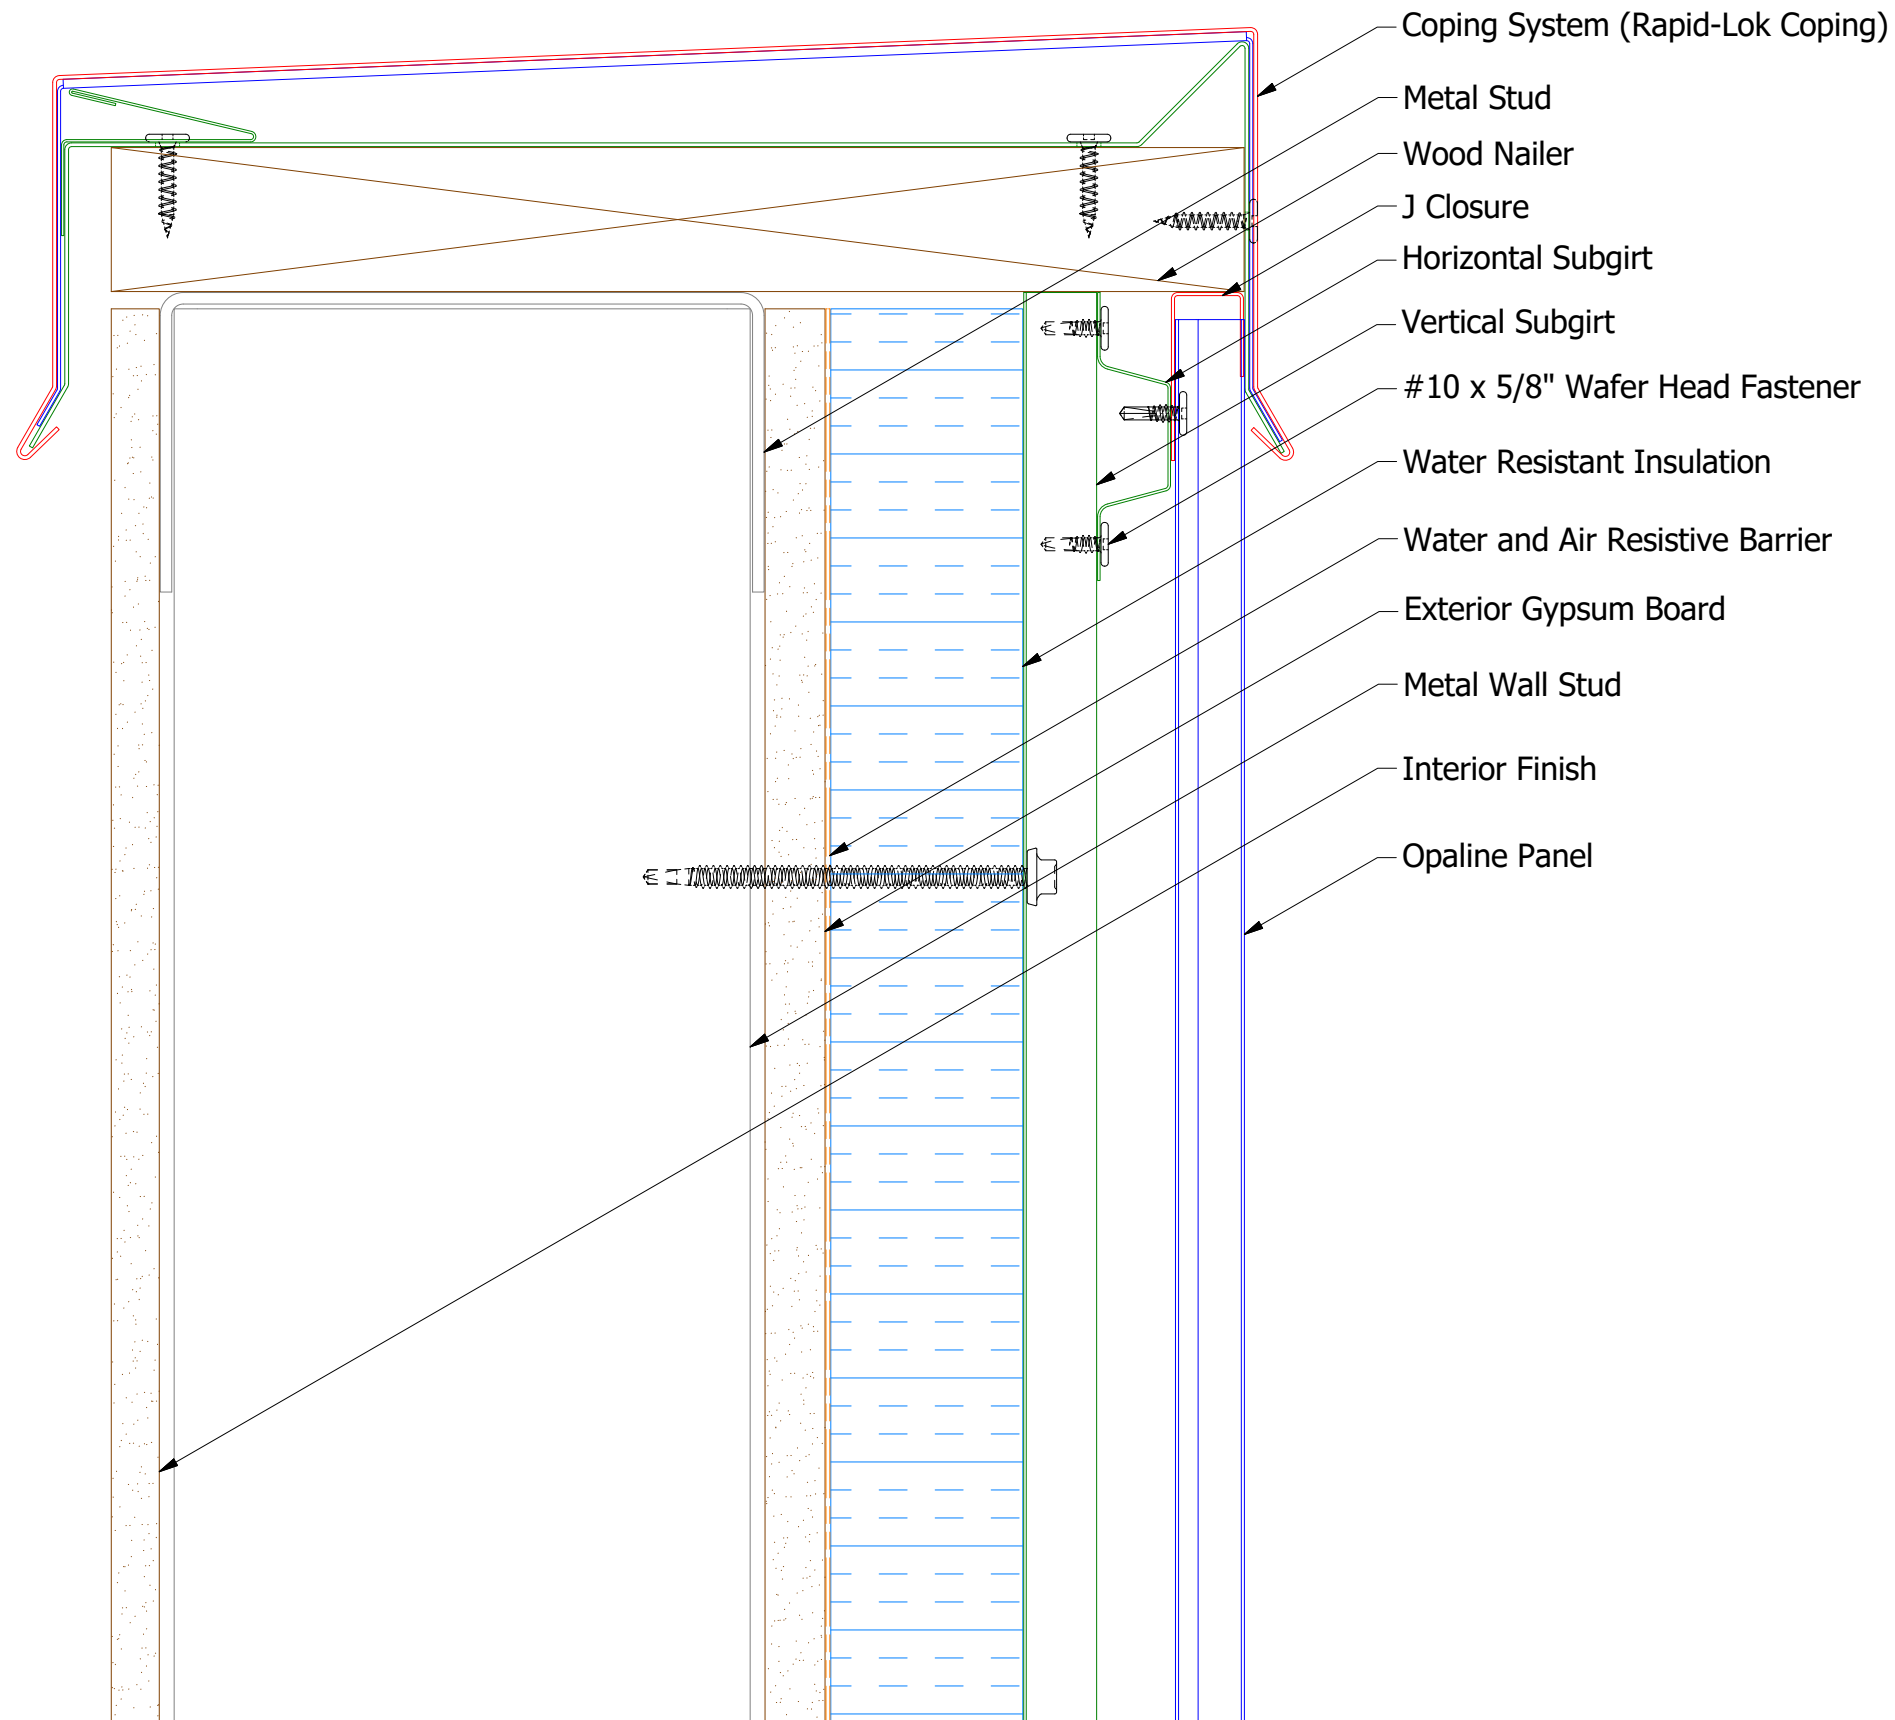 Coping System (Rapid-Lok Coping)
Metal Stud
Wood Nailer
J Closure
Horizontal Subgirt
Vertical Subgirt
#10 x 5/8" Wafer Head Fastener
Water Resistant Insulation
Water and Air Resistive Barrier
Exterior Gypsum Board
Metal Wall Stud
Interior Finish
Opaline Panel